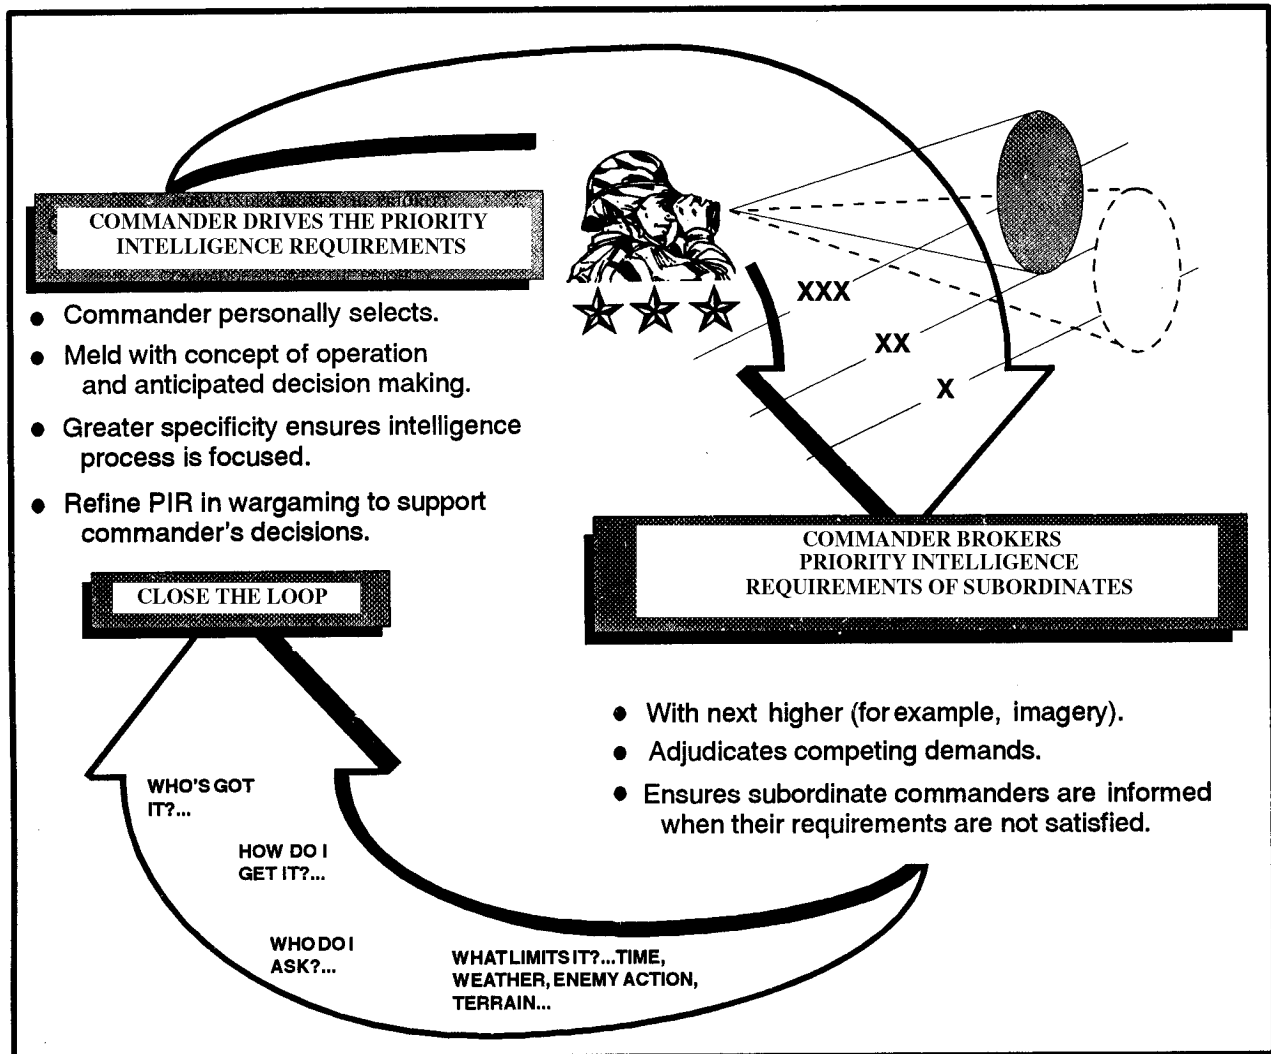 COMMANDER DRIVES THE PRIORITY
INTELLIGENCE REQUIREMENTS
● Commander personally selects.
● Meld with concept of operation
and anticipated decision making.
● Greater specificity ensures intelligence
process is focused.
● Refine PIR in wargaming to support
commander's decisions.
XXX
XX
X
COMMANDER BROKERS
PRIORITY INTELLIGENCE
REQUIREMENTS OF SUBORDINATES
● With next higher (for example, imagery).
● Adjudicates competing demands.
● Ensures subordinate commanders are informed
when their requirements are not satisfied.
CLOSE THE LOOP
WHO'S GOT
IT?...
HOW DO I
GET IT?...
WHO DO I
ASK?...
WHAT LIMITS IT?...TIME,
WEATHER, ENEMY ACTION,
TERRAIN...